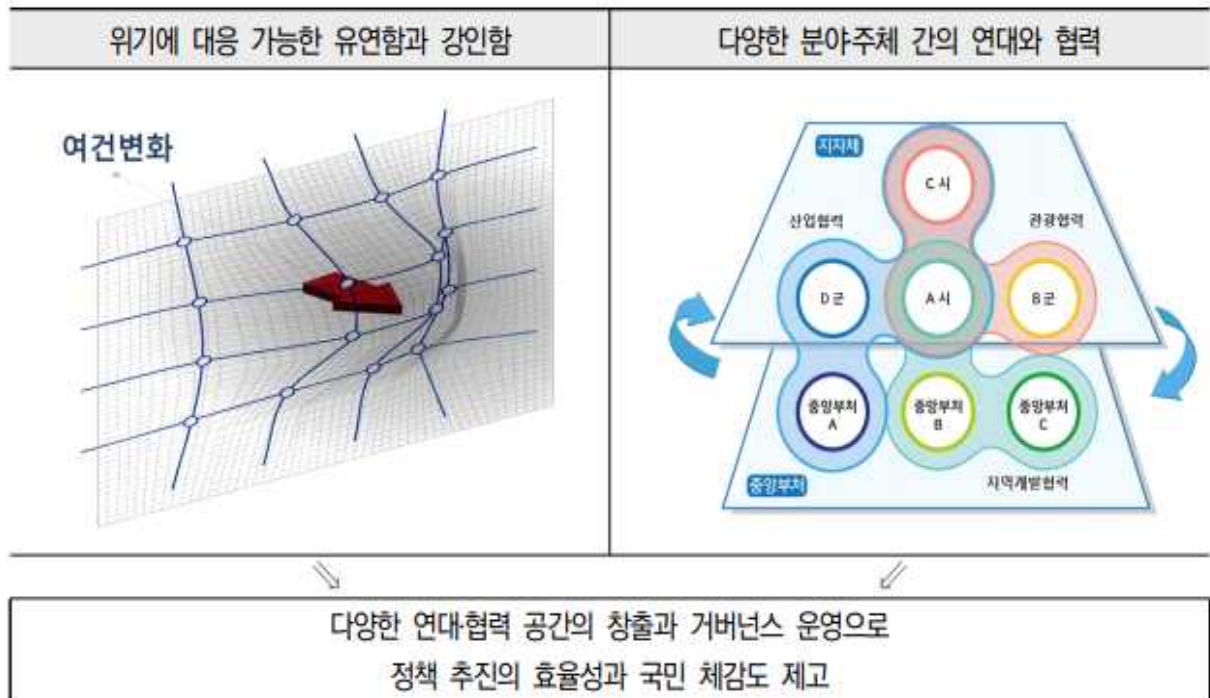 위기에 대응 가능한 유연함과 강인함
다양한 분야·주체 간의 연대와 협력
여건변화
지자체
C 시
산업협력
관광협력
D 군
A 시
B 군
중앙부처
A
중앙부처
B
중앙부처
C
중앙부처
지역개발협력
다양한 연대·협력 공간의 창출과 거버넌스 운영으로
정책 추진의 효율성과 국민 체감도 제고